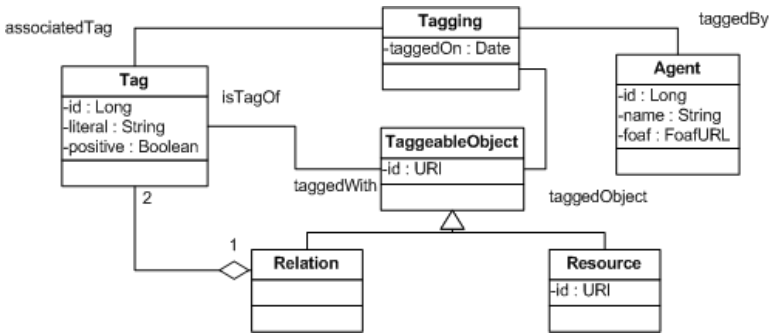 Tagging
taggedBy
associatedTag
-taggedOn : Date
Tag
Agent
isTagOf
-id : Long
-literal : String
-positive : Boolean
-id : Long
-name : String
-foaf : FoafURL
TaggeableObject
-id : URI
taggedWith
taggedObject
2
1
Relation
Resource
-id : URI